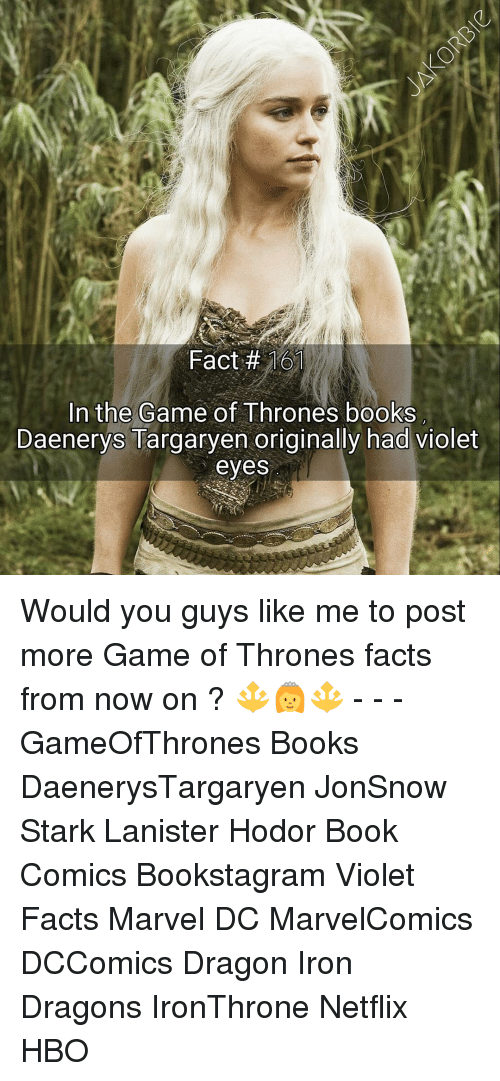 JAKORBIE
Fact # 161
In the Game of Thrones books,
Daenerys Targaryen originally had violet
eyes
Would you guys like me to post
more Game of Thrones facts
from now on ? 🔱👸🔱 - - -
GameOfThrones Books
DaenerysTargaryen JonSnow
Stark Lanister Hodor Book
Comics Bookstagram Violet
Facts Marvel DC MarvelComics
DCComics Dragon Iron
Dragons IronThrone Netflix
HBO